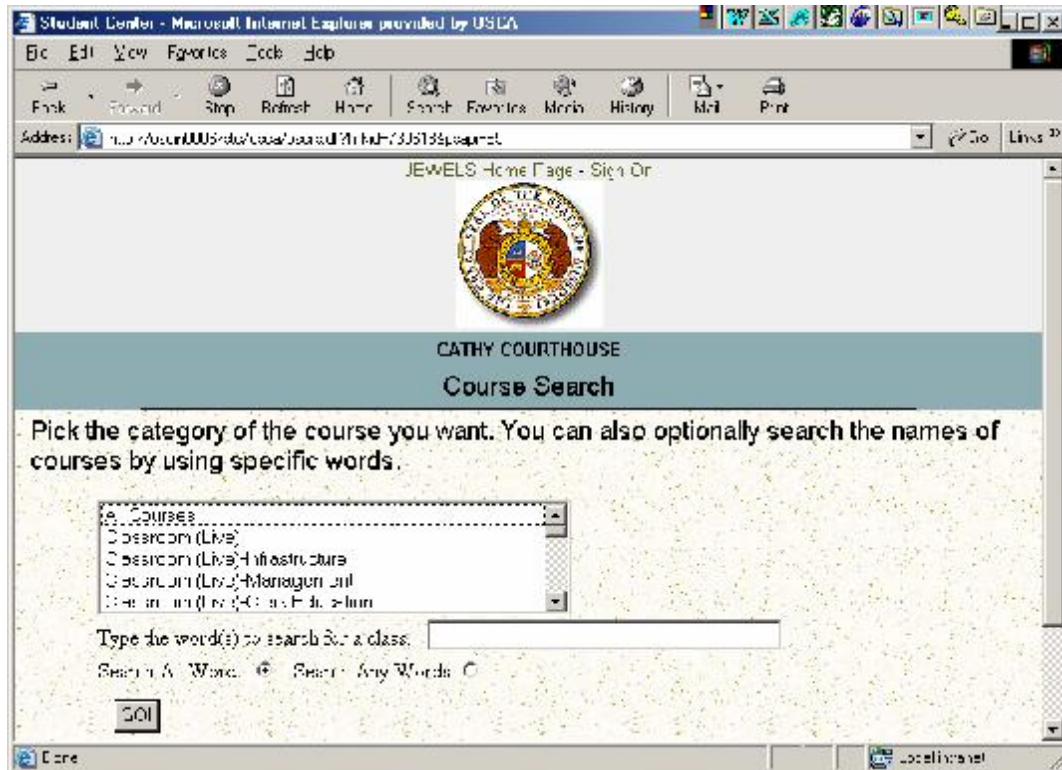 Student Center - Microsoft Internet Explorer provided by
Edit View Favorites Tools Help
Stop Refresh Home Search Favorites Media History Mail Print
Address: Go Links
JEWELS Home Page - Sign On
CATHY COURTHOUSE
Course Search
Pick the category of the course you want. You can also optionally search the names of
courses by using specific words.
All Courses
Classroom (Live)
Classroom (Live)-Infrastructure
Classroom (Live)-Management
Classroom (Live)
Type the word(s) to search for a class.
Search All Words Search Any Words
GO!
Done Local intranet